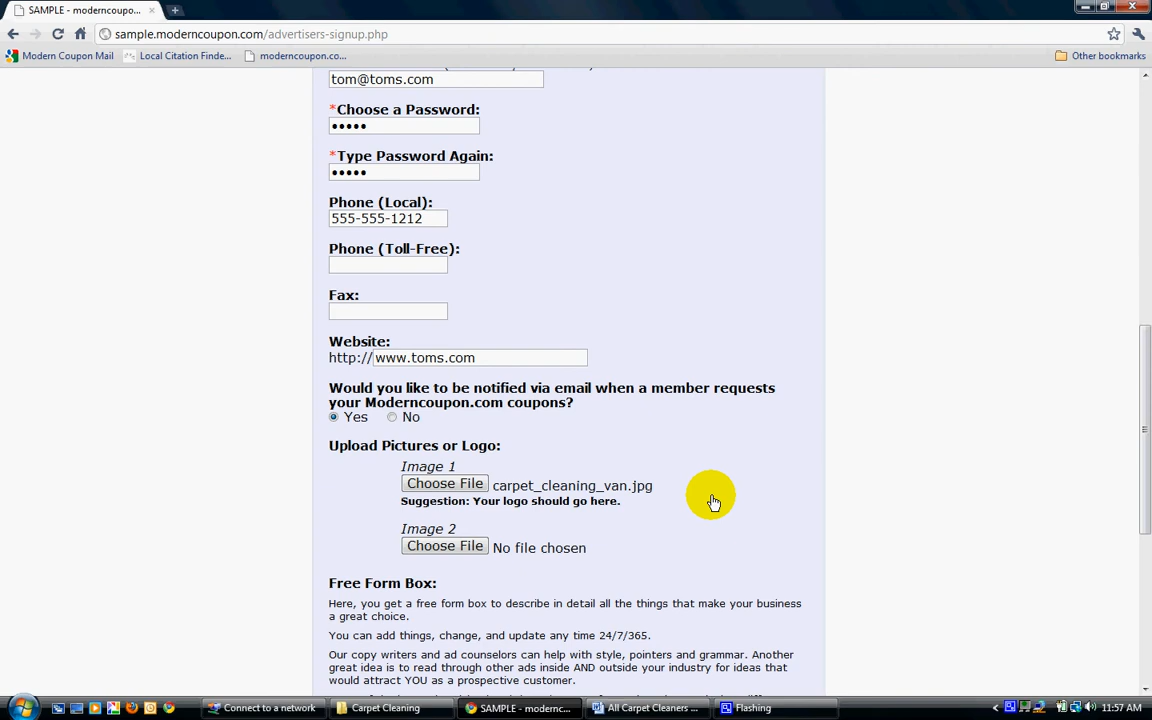 SAMPLE - moderncoupo...
sample.moderncoupon.com/advertisers-signup.php
Modern Coupon Mail
Local Citation Finde...
moderncoupon.co...
Other bookmarks
tom@toms.com
*Choose a Password:
•••••
*Type Password Again:
•••••
Phone (Local):
555-555-1212
Phone (Toll-Free):
Fax:
Website:
http://www.toms.com
Would you like to be notified via email when a member requests
your Moderncoupon.com coupons?
Yes No
Upload Pictures or Logo:
Image 1
Choose File carpet_cleaning_van.jpg
Suggestion: Your logo should go here.
Image 2
Choose File No file chosen
Free Form Box:
Here, you get a free form box to describe in detail all the things that make your business
a great choice.
You can add things, change, and update any time 24/7/365.
Our copy writers and ad counselors can help with style, pointers and grammar. Another
great idea is to read through other ads inside AND outside your industry for ideas that
would attract YOU as a prospective customer.
Connect to a network
Carpet Cleaning
SAMPLE - modernc...
All Carpet Cleaners ...
Flashing
11:57 AM